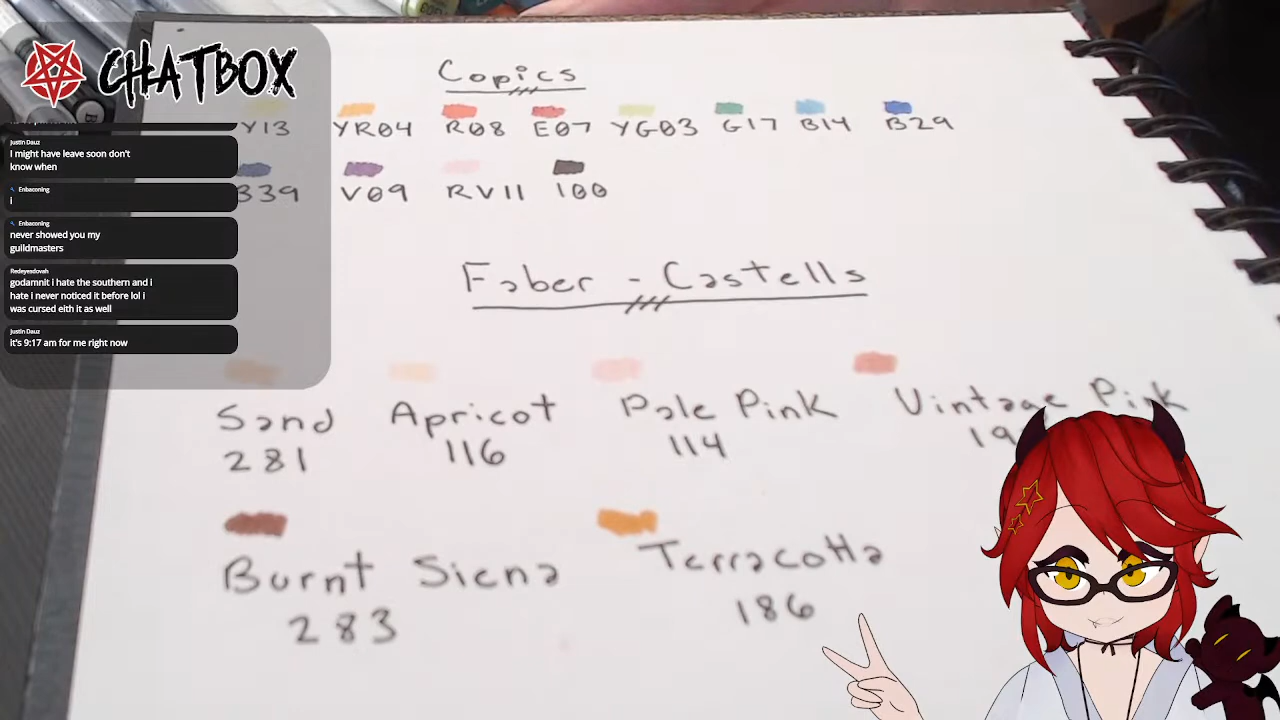 CHATBOX
Justin Dauz
I might have leave soon don't
know when
Enbaconing
i
Enbaconing
never showed you my
guildmasters
Redeyesdovah
godamnit i hate the southern and i
hate i never noticed it before lol i
was cursed eith it as well
Justin Dauz
it's 9:17 am for me right now
Copics
Y13 YR04 R08 E07 YG03 G17 B14 B29
B39 V09 RV11 100
Faber - Castells
Sand Apricot Pale Pink Vintage Pink
281 116 114
Burnt Siena Terracotta
283 186